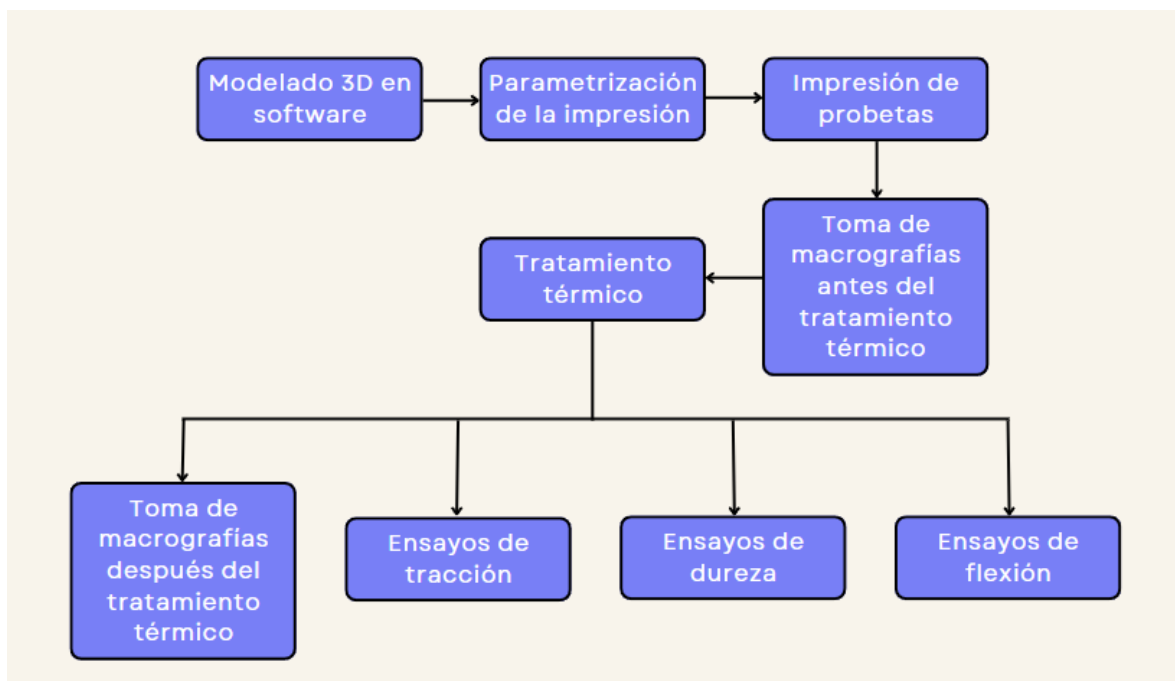 Modelado 3D en
software
Parametrización
de la impresión
Impresión de
probetas
Toma de
macrografías
antes del
tratamiento
térmico
Tratamiento
térmico
Toma de
macrografías
después del
tratamiento
térmico
Ensayos de
tracción
Ensayos de
dureza
Ensayos de
flexión